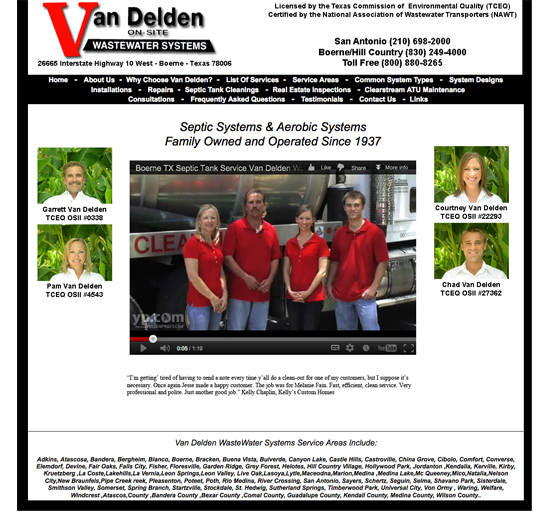 Van Delden
ON-SITE
WASTEWATER SYSTEMS
26665 Interstate Highway 10 West - Boerne - Texas 78006
Licensed by the Texas Commission of Environmental Quality (TCEQ)
Certified by the National Association of Wastewater Transporters (NAWT)
San Antonio (210) 698-2000
Boerne/Hill Country (830) 249-4000
Toll Free (800) 880-8265
Home - About Us - Why Choose Van Delden? - List Of Services - Service Areas - Common System Types - System Designs
Installations - Repairs - Septic Tank Cleanings - Real Estate Inspections - Clearstream ATU Maintenance
Consultations - Frequently Asked Questions - Testimonials - Contact Us - Links
Septic Systems & Aerobic Systems
Family Owned and Operated Since 1937
Garrett Van Delden
TCEQ OSII #0338
Pam Van Delden
TCEQ OSII #4543
Boerne TX Septic Tank Service Van Delden W
Like
Share
More info
CLEA
yp.com
0:05 / 1:19
YouTube
Courtney Van Delden
TCEQ OSII #22293
Chad Van Delden
TCEQ OSII #27362
"I'm getting' tired of having to send a note every time y'all do a clean-out for one of my customers, but I suppose it's
necessary. Once again Jesse made a happy customer. The job was for Melanie Fain. Fast, efficient, clean service. Very
professional and polite. Just another good job." Kelly Chaplin, Kelly's Custom Homes
Van Delden WasteWater Systems Service Areas Include:
Adkins, Atascosa, Bandera, Bergheim, Blanco, Boerne, Bracken, Buena Vista, Bulverde, Canyon Lake, Castle Hills, Castroville, China Grove, Cibolo, Comfort, Converse,
Elemdorf, Devine, Fair Oaks, Falls City, Fisher, Floresville, Garden Ridge, Grey Forest, Helotes, Hill Country Village, Hollywood Park, Jordanton ,Kendalia, Kerville, Kirby,
Kruetzberg ,La Coste,Lakehills,La Vernia,Leon Springs,Leon Valley, Live Oak,Lasoya,Lytle,Maceodna,Marion,Medina ,Medina Lake,Mc Queeney,Mico,Natalia,Nelson
City,New Braunfels,Pipe Creek reek, Pleasenton, Poteet, Poth, Rio Medina, River Crossing, San Antonio, Sayers, Schertz, Seguin, Selma, Shavano Park, Sisterdale,
Smithson Valley, Somerset, Spring Branch, Startzville, Stockdale, St. Hedwig, Sutherland Springs, Timberwood Park, Universal City, Von Ormy , Waring, Welfare,
Windcrest ,Atascos,County ,Bandera County ,Bexar County ,Comal County, Guadalupe County, Kendall County, Medina County, Wilson County..